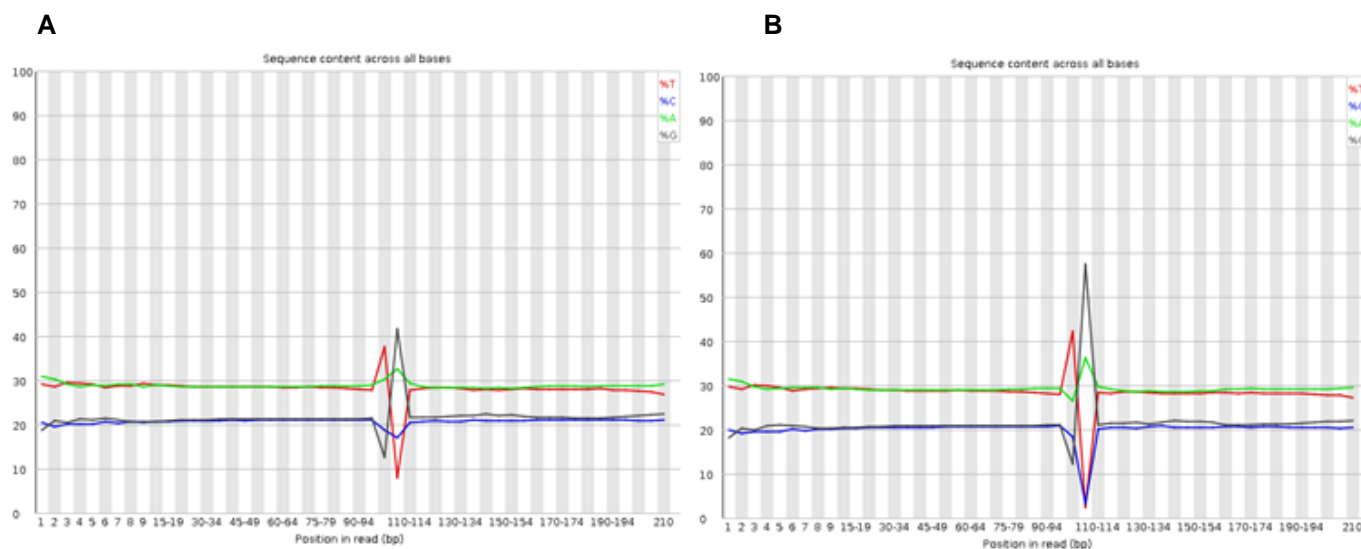 A
B
Sequence content across all bases
100
90
80
70
60
50
40
30
20
10
0
%T
%C
%A
%G
1 2 3 4 5 6 7 8 9 15-19 30-34 45-49 60-64 75-79 90-94 110-114 130-134 150-154 170-174 190-194 210
Position in read (bp)
Sequence content across all bases
100
90
80
70
60
50
40
30
20
10
0
1 2 3 4 5 6 7 8 9 15-19 30-34 45-49 60-64 75-79 90-94 110-114 130-134 150-154 170-174 190-194 210
Position in read (bp)